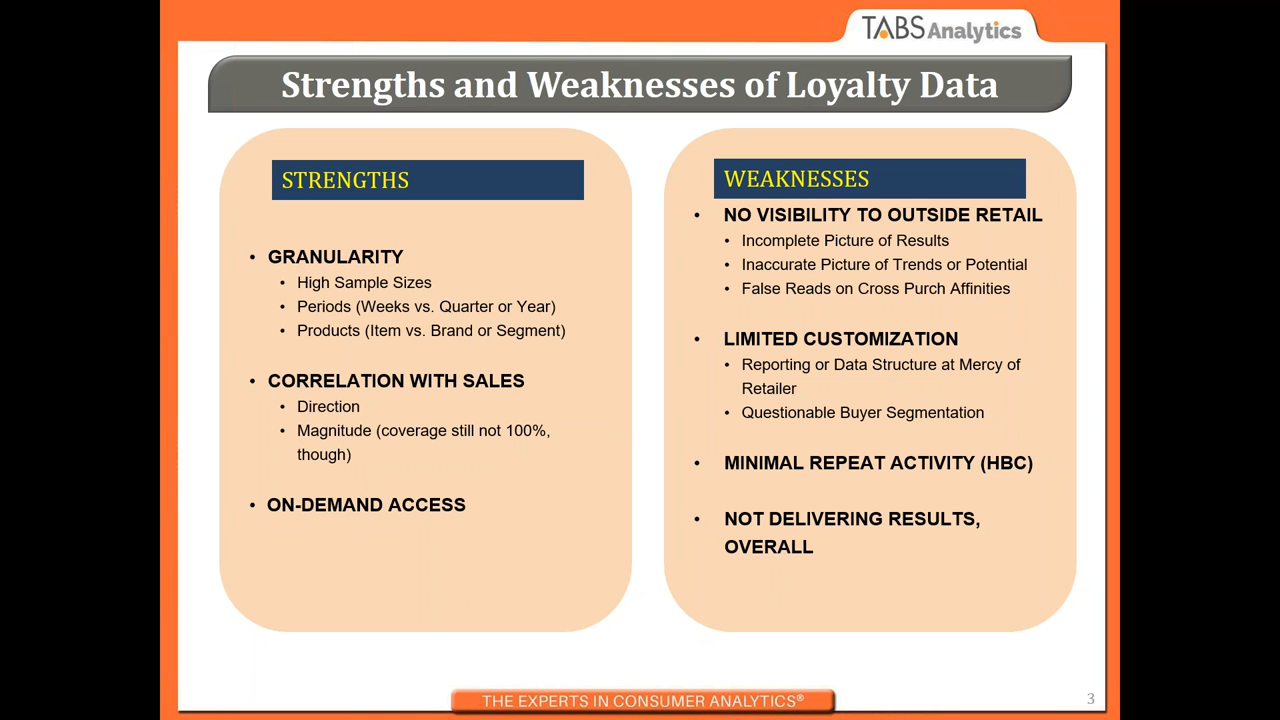 TABS Analytics
Strengths and Weaknesses of Loyalty Data
STRENGTHS
• GRANULARITY
• High Sample Sizes
• Periods (Weeks vs. Quarter or Year)
• Products (Item vs. Brand or Segment)
• CORRELATION WITH SALES
• Direction
• Magnitude (coverage still not 100%,
though)
• ON-DEMAND ACCESS
WEAKNESSES
• NO VISIBILITY TO OUTSIDE RETAIL
• Incomplete Picture of Results
• Inaccurate Picture of Trends or Potential
• False Reads on Cross Purch Affinities
• LIMITED CUSTOMIZATION
• Reporting or Data Structure at Mercy of
Retailer
• Questionable Buyer Segmentation
• MINIMAL REPEAT ACTIVITY (HBC)
• NOT DELIVERING RESULTS,
OVERALL
THE EXPERTS IN CONSUMER ANALYTICS®
3